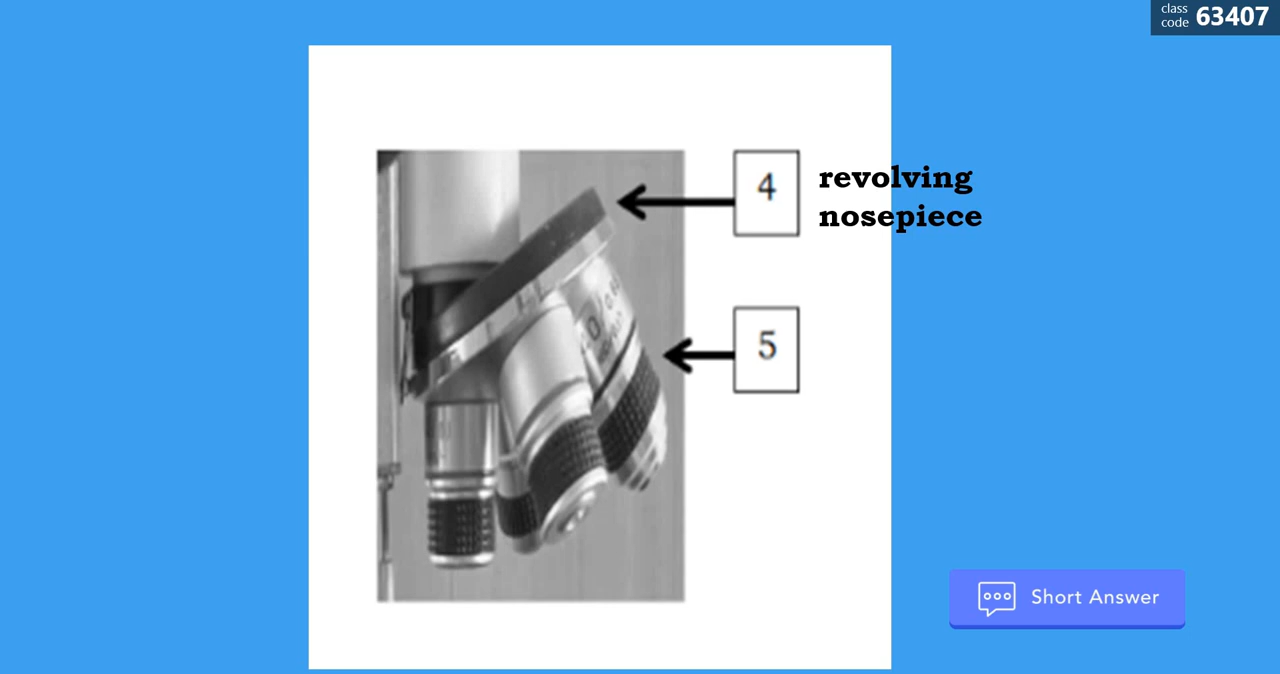 class
code 63407
4
revolving
nosepiece
5
Short Answer